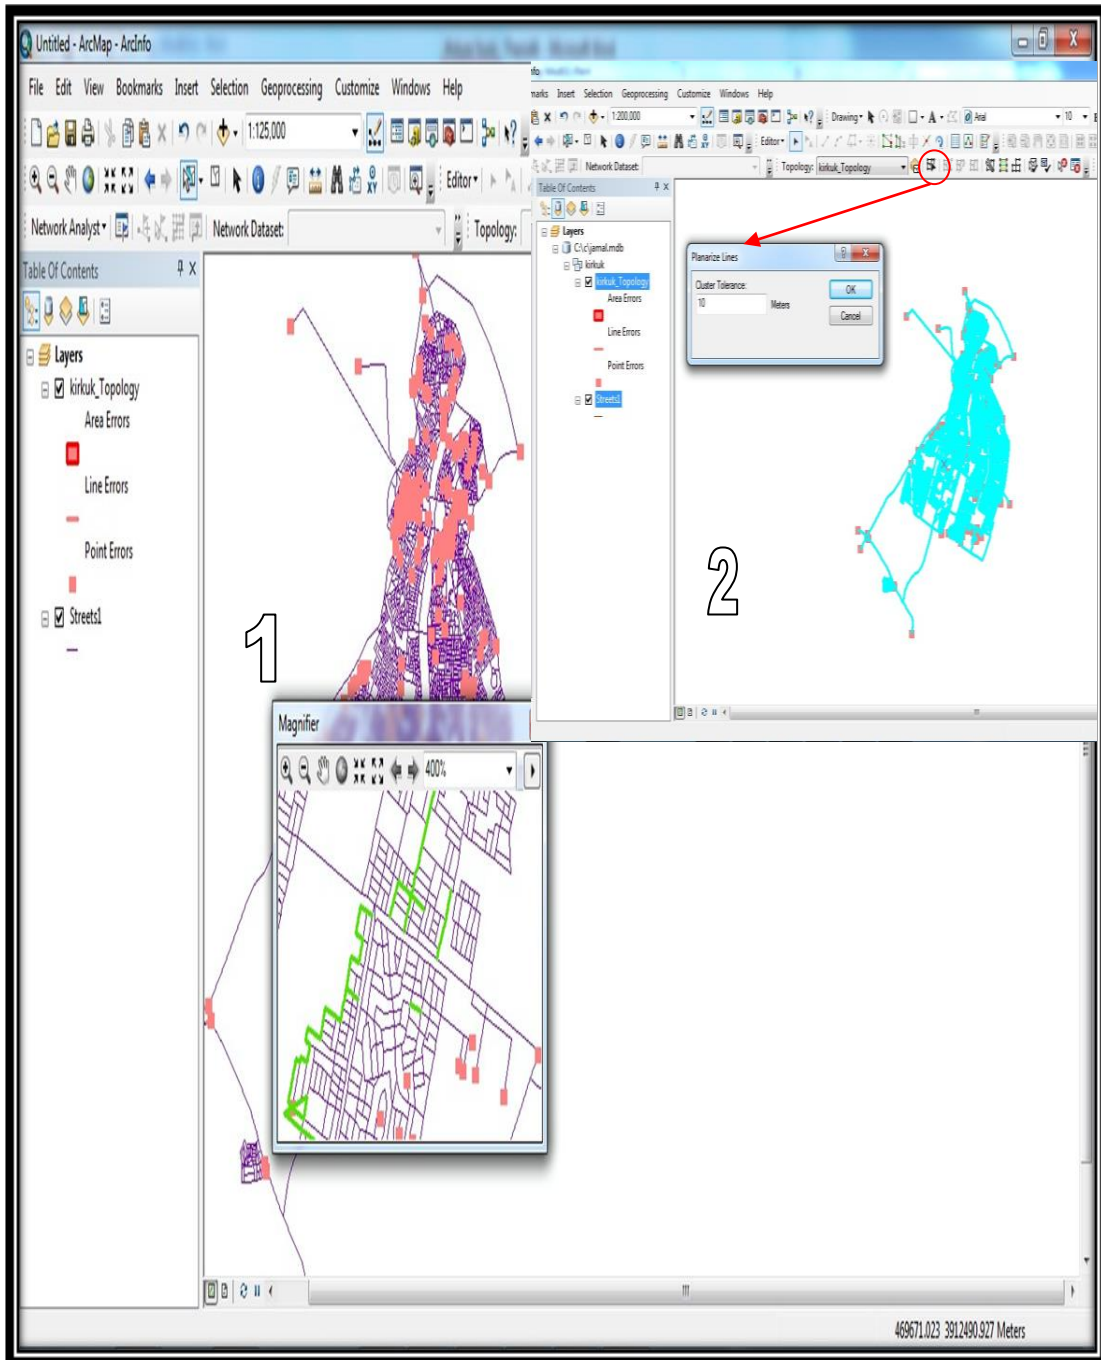 Untitled - ArcMap - ArcInfo
File Edit View Bookmarks Insert Selection Geoprocessing Customize Windows Help
1:125,000
Editor
Network Analyst
Network Dataset:
Topology:
Table Of Contents
Layers
kirkuk_Topology
Area Errors
Line Errors
Point Errors
Streets1
1
Magnifier
400%
nfo
marks Insert Selection Geoprocessing Customize Windows Help
1:200,000
Drawing
A
Arial
10
Editor
Network Dataset:
Topology: kirkuk_Topology
Table Of Contents
Layers
C:\c\jamal.mdb
kirkuk
kirkuk_Topology
Area Errors
Line Errors
Point Errors
Streets1
Planarize Lines
Cluster Tolerance:
10
Meters
OK
Cancel
2
469671.023 3912490.927 Meters